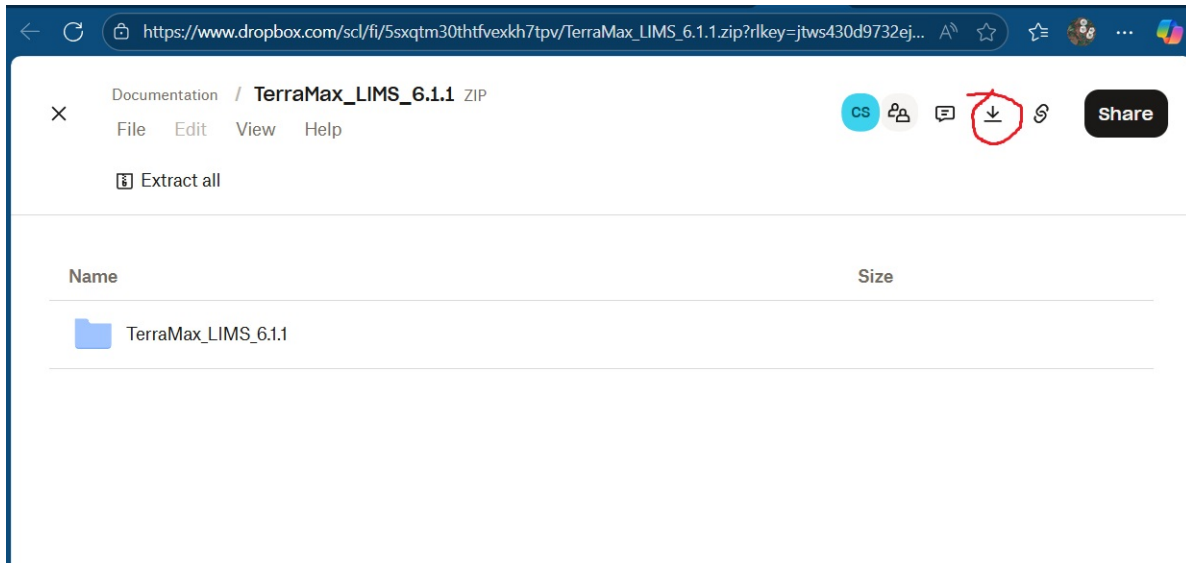 https://www.dropbox.com/scl/fi/5sxqtm30thtfvexkh7tpv/TerraMax_LIMS_6.1.1.zip?rlkey=jtws430d9732ej...
Documentation / TerraMax_LIMS_6.1.1 ZIP
File Edit View Help
CS
Share
Extract all
Name Size
TerraMax_LIMS_6.1.1